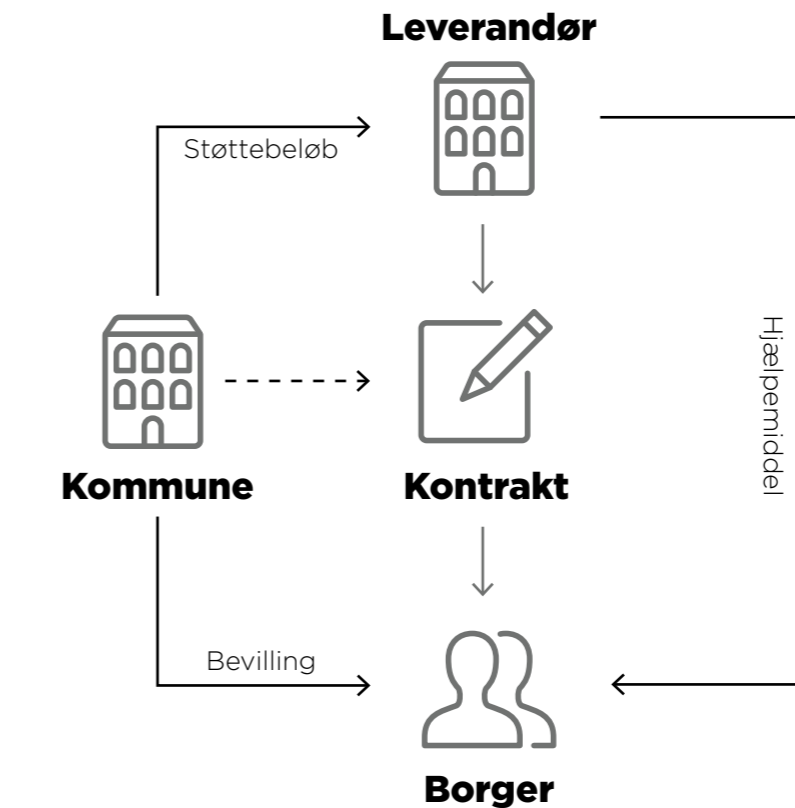 Leverandør
Støttebeløb
Hjælpemiddel
Kommune
Kontrakt
Bevilling
Borger